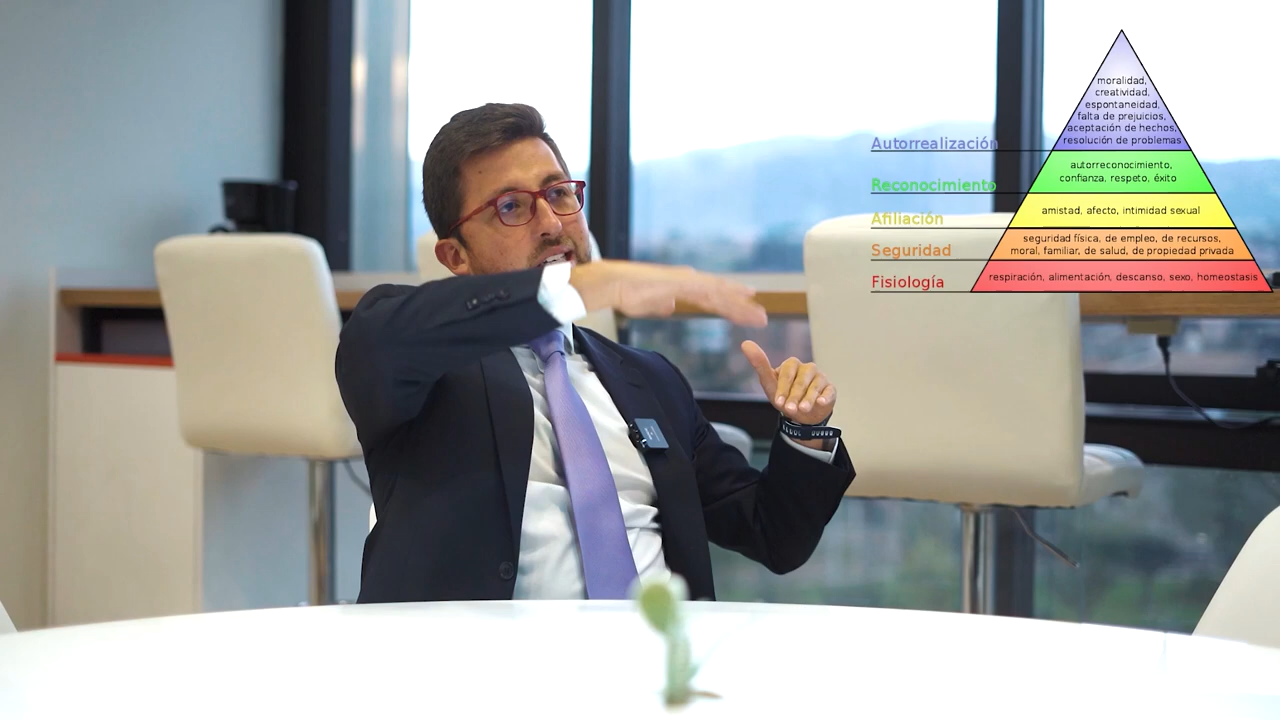 moralidad,
creatividad,
espontaneidad,
falta de prejuicios,
aceptación de hechos,
resolución de problemas
Autorrealización
autorreconocimiento,
confianza, respeto, éxito
Reconocimiento
amistad, afecto, intimidad sexual
Afiliación
seguridad física, de empleo, de recursos,
moral, familiar, de salud, de propiedad privada
Seguridad
respiración, alimentación, descanso, sexo, homeostasis
Fisiología